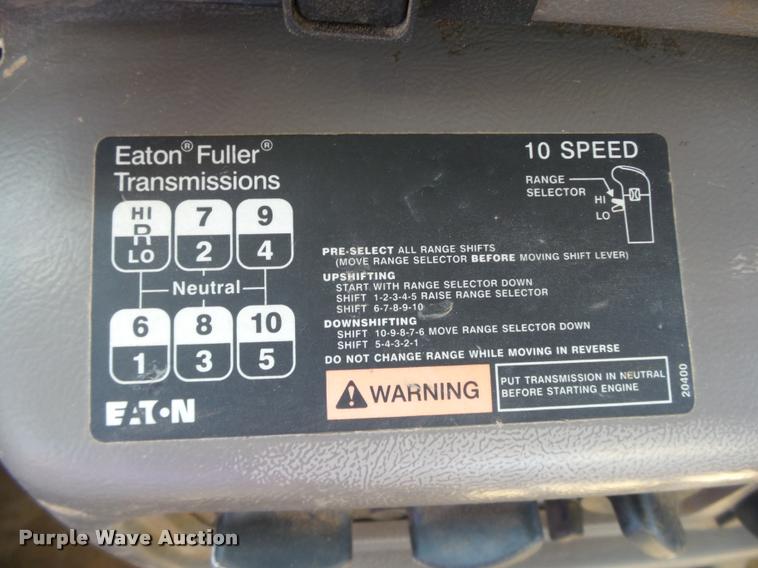 Eaton® Fuller®
Transmissions
10 SPEED
RANGE
SELECTOR
HI
LO
HI
R
LO
7
2
9
4
Neutral
6
1
8
3
10
5
PRE-SELECT ALL RANGE SHIFTS
(MOVE RANGE SELECTOR BEFORE MOVING SHIFT LEVER)
UPSHIFTING
START WITH RANGE SELECTOR DOWN
SHIFT 1-2-3-4-5 RAISE RANGE SELECTOR
SHIFT 6-7-8-9-10
DOWNSHIFTING
SHIFT 10-9-8-7-6 MOVE RANGE SELECTOR DOWN
SHIFT 5-4-3-2-1
DO NOT CHANGE RANGE WHILE MOVING IN REVERSE
WARNING
PUT TRANSMISSION IN NEUTRAL
BEFORE STARTING ENGINE
20400
EATON
Purple Wave Auction